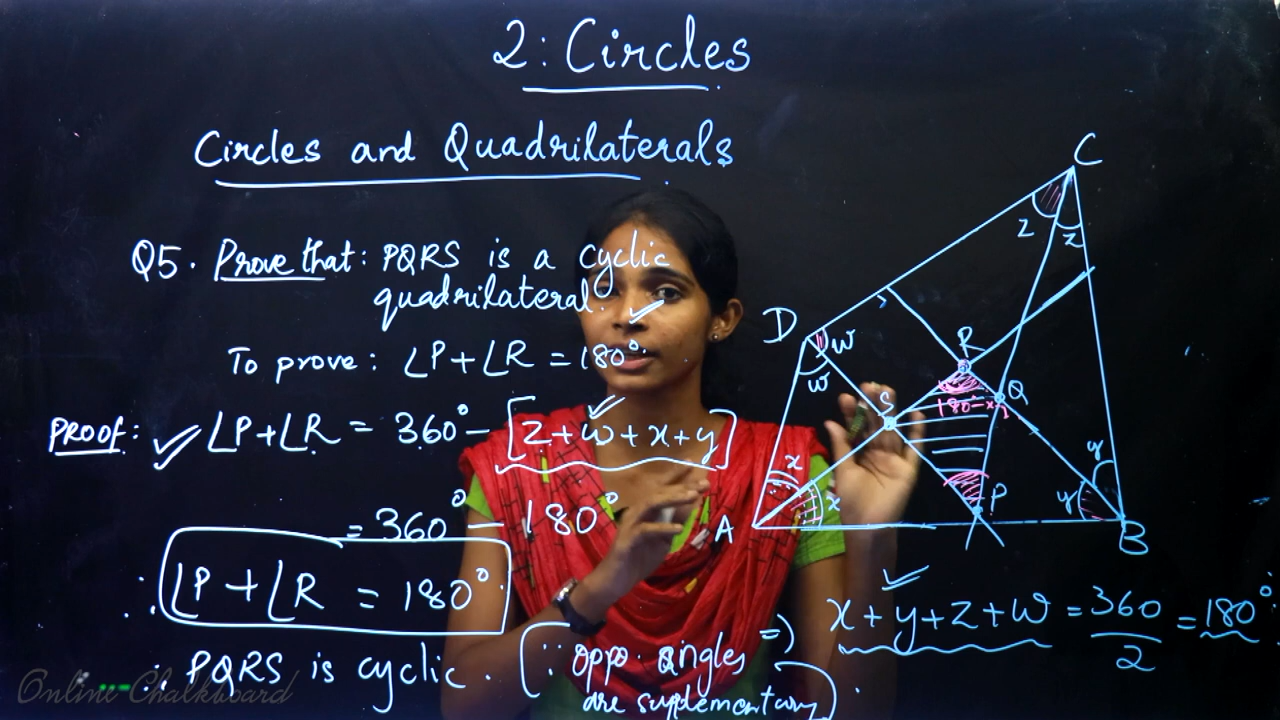 2: Circles
Circles and Quadrilaterals
Q5. Prove that: PQRS is a cyclic
quadrilateral. ✓
To prove: ∠P+∠R = 180°
PROOF: ✓ ∠P+∠R = 360° - [z+w+x+y]
= 360° - 180°
∴ ∠P + ∠R = 180°
∴ PQRS is cyclic. (∵ oppo. angles
are supplementary)
C
z
z
D
w
w
R
S
Q
180-x-y
P
x
x
y
y
A
B
⇒) x+y+z+w = 360/2 = 180°
Online Chalkboard